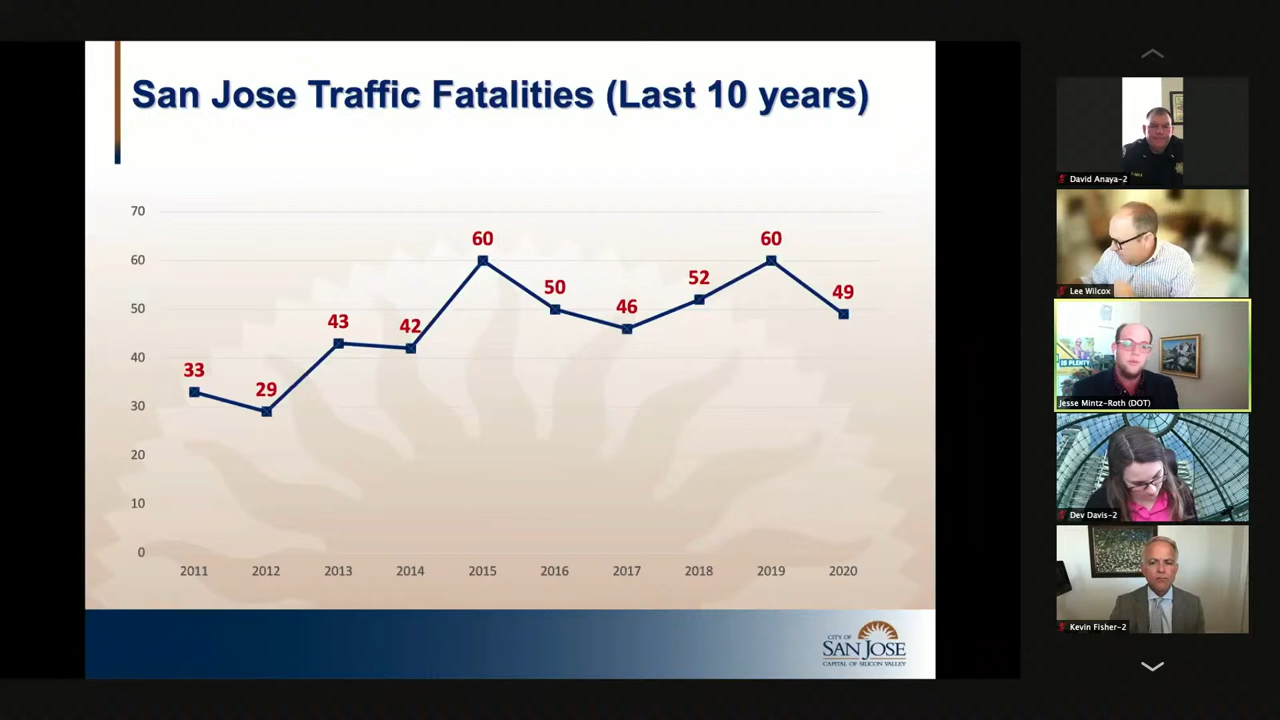 San Jose Traffic Fatalities (Last 10 years)
70
60
50
40
30
20
10
0
33
29
43
42
60
50
46
52
60
49
2011 2012 2013 2014 2015 2016 2017 2018 2019 2020
CITY OF
SAN JOSE
CAPITAL OF SILICON VALLEY
David Anaya-2
Lee Wilcox
IS PLENTY
Jesse Mintz-Roth (DOT)
Dev Davis-2
Kevin Fisher-2